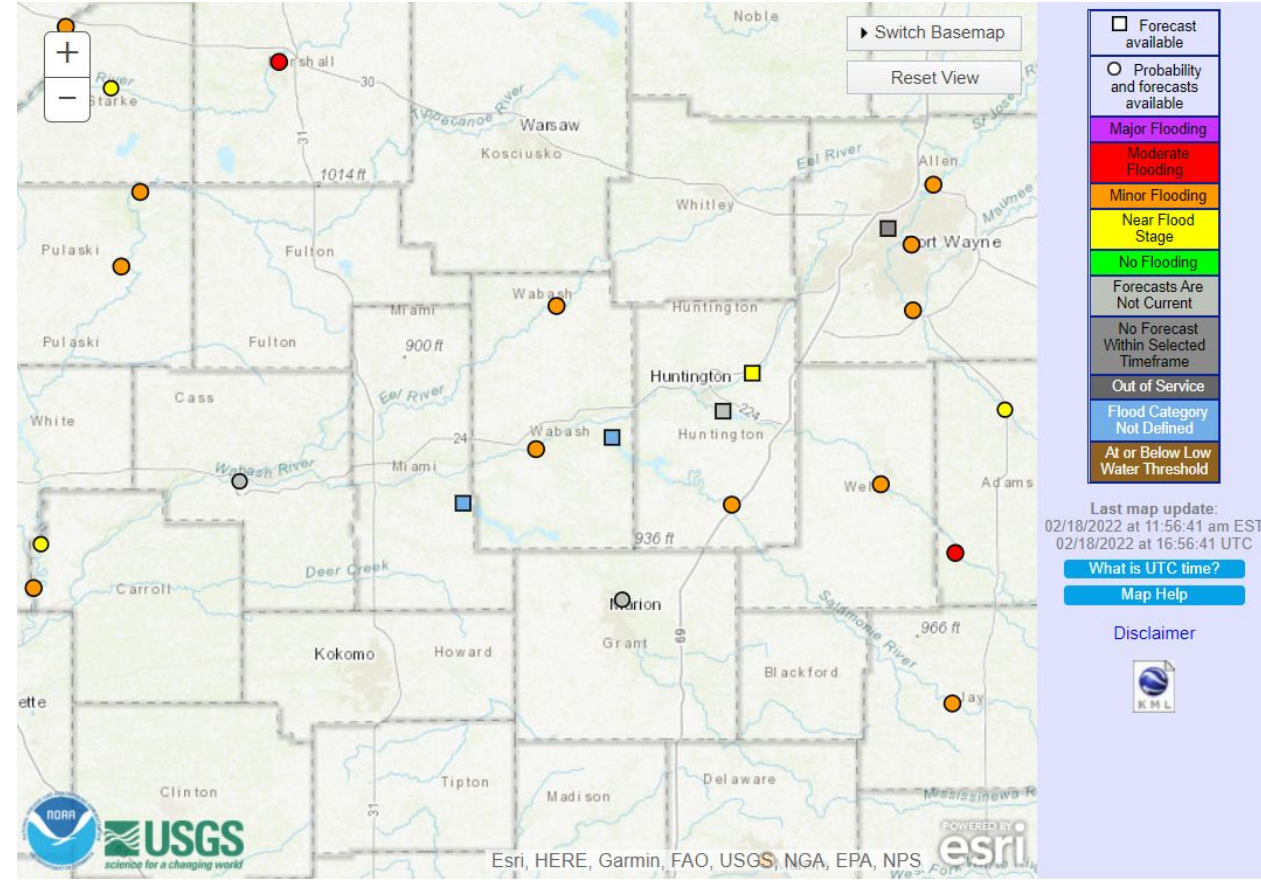 Noble
+
−
Switch Basemap
Reset View
Marshall
30
River
Starke
31
Tippecanoe River
Warsaw
Kosciusko
1014 ft
Eel River
Allen
Whitley
Maumee
Pulaski
Fulton
Fort Wayne
Wabash
Miami
Huntington
Pulaski
Fulton
900 ft
Huntington
Cass
Eel River
White
224
24
Wabash
Huntington
Wabash River
Miami
Wells
Adams
936 ft
Deer Creek
Carroll
Marion
Salamonie River
966 ft
Grant
69
Kokomo
Howard
Blackford
ette
Jay
Clinton
Tipton
Madison
Delaware
Mississinewa R
31
NOAA
USGS
science for a changing world
POWERED BY
esri
Esri, HERE, Garmin, FAO, USGS, NGA, EPA, NPS
Forecast
available
Probability
and forecasts
available
Major Flooding
Moderate
Flooding
Minor Flooding
Near Flood
Stage
No Flooding
Forecasts Are
Not Current
No Forecast
Within Selected
Timeframe
Out of Service
Flood Category
Not Defined
At or Below Low
Water Threshold
Last map update:
02/18/2022 at 11:56:41 am EST
02/18/2022 at 16:56:41 UTC
What is UTC time?
Map Help
Disclaimer
KML